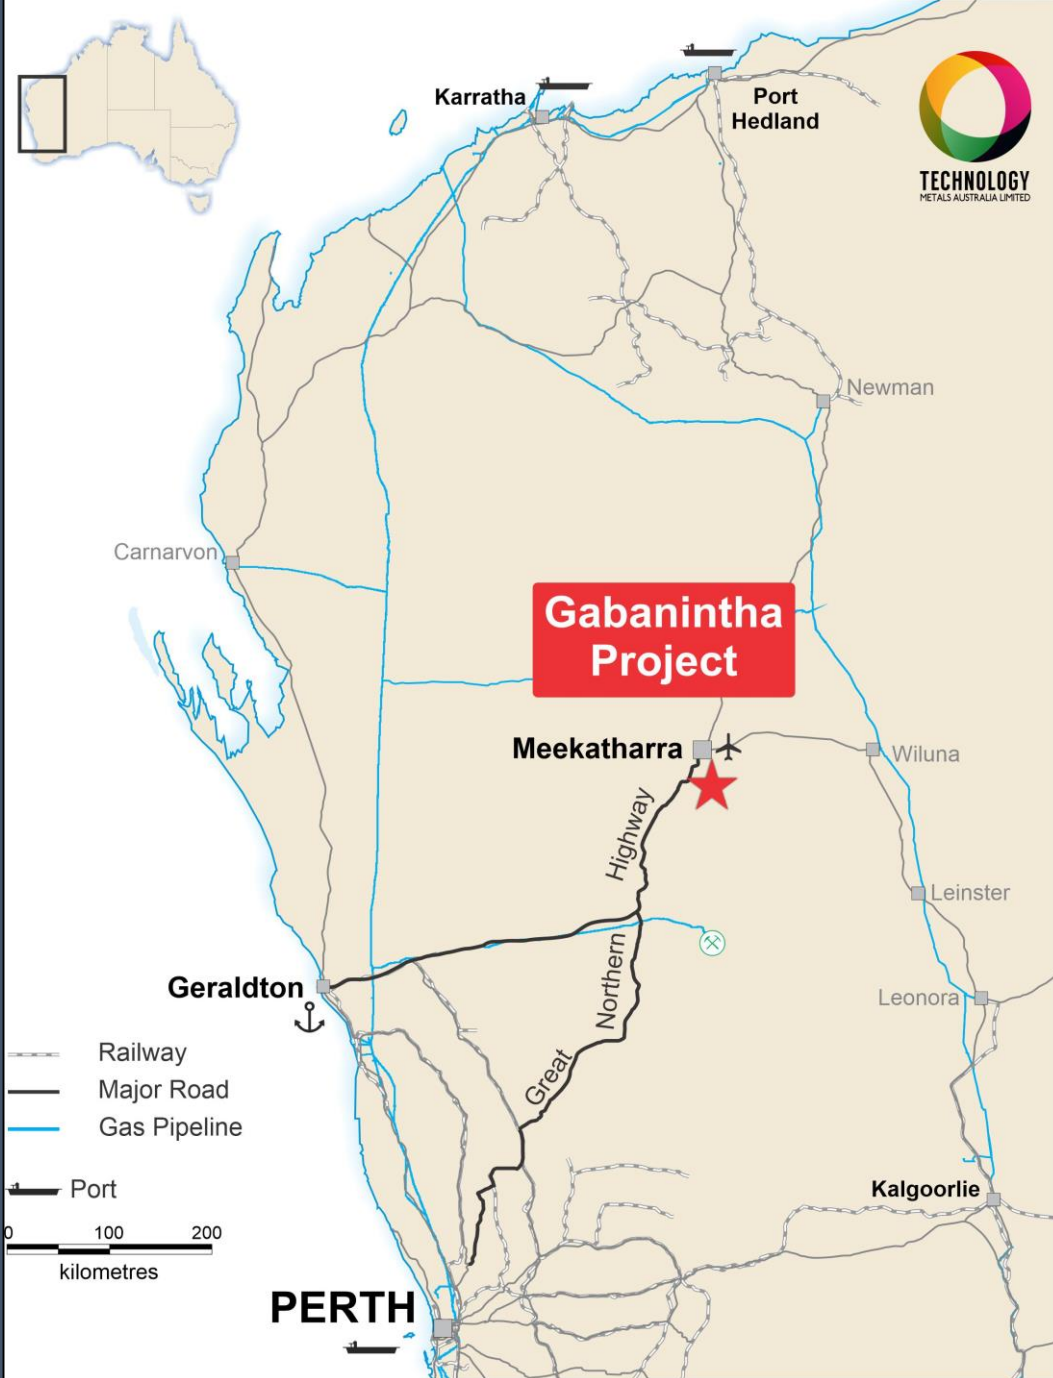 Karratha
Port
Hedland
TECHNOLOGY
METALS AUSTRALIA LIMITED
Newman
Carnarvon
Gabanintha
Project
Meekatharra
Wiluna
Highway
Leinster
Northern
Geraldton
Leonora
Great
Railway
Major Road
Gas Pipeline
Port
Kalgoorlie
0 100 200
kilometres
PERTH